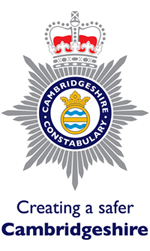 CAMBRIDGESHIRE
CONSTABULARY
Creating a safer
Cambridgeshire